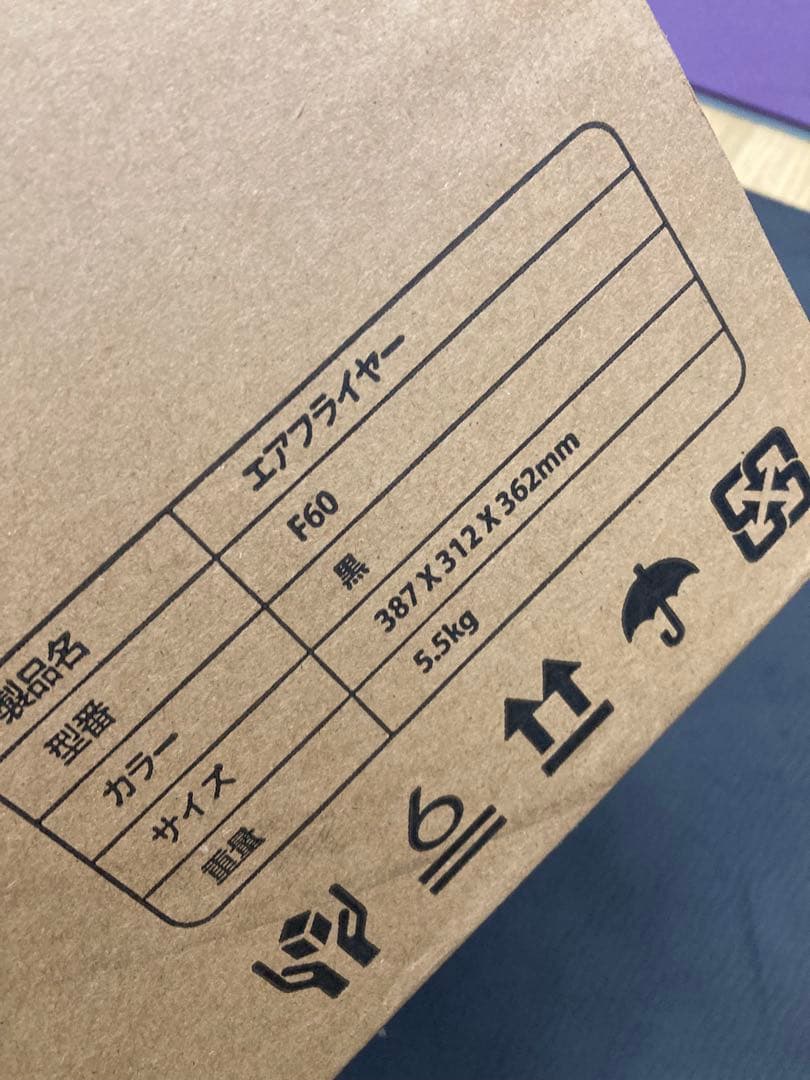 製品名 エアフライヤー
型番 F60
カラー 黒
サイズ 387 X 312 X 362mm
重量 5.5kg
6